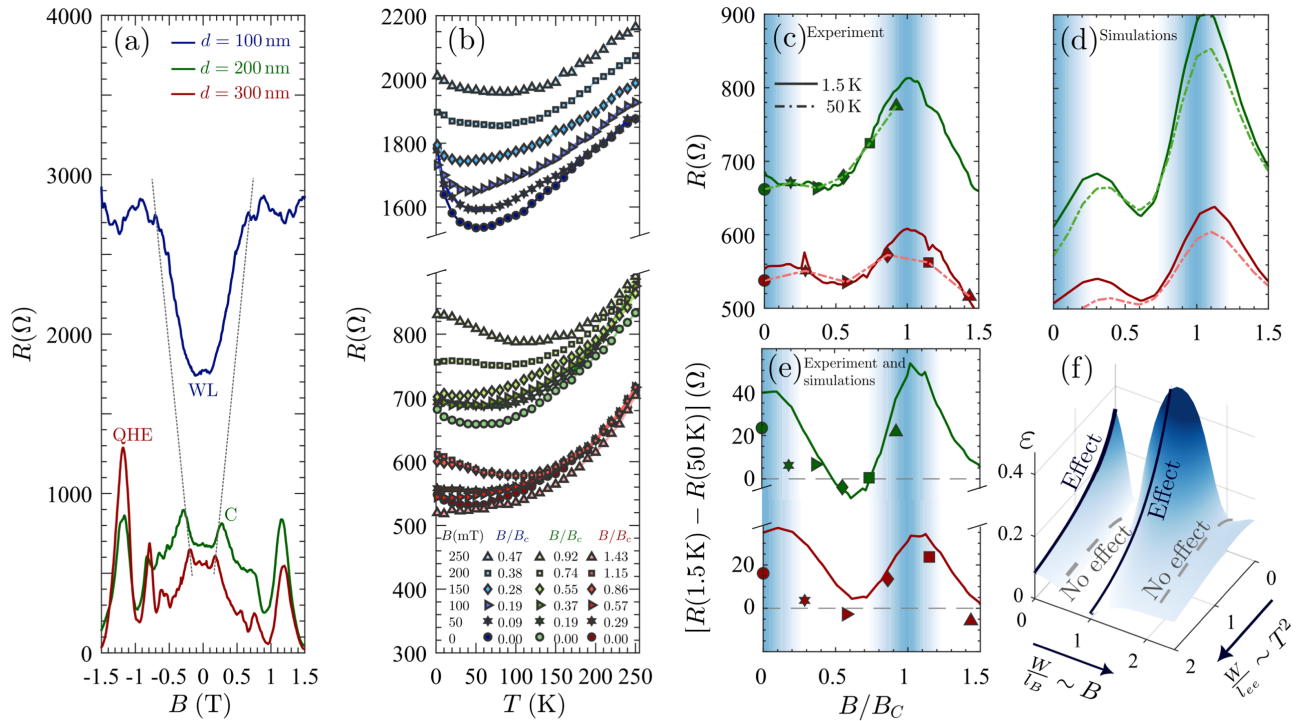 (a)
d = 100 nm
d = 200 nm
d = 300 nm
4000
3000
2000
1000
0
R(Ω)
WL
QHE
C
-1.5
-1
0.5
0
0.5
1
1.5
B (T)
(b)
2200
2000
1800
1600
800
700
600
500
400
300
R(Ω)
R(Ω)
B(mT) B/Bc B/Bc B/Bc
250 0.47 0.92 1.43
200 0.38 0.74 1.15
150 0.28 0.55 0.86
100 0.19 0.37 0.57
50 0.09 0.19 0.29
0 0.00 0.00 0.00
0 50 100 150 200 250
T (K)
(c) Experiment
1.5 K
50 K
900
800
700
600
500
R(Ω)
0 0.5 1 1.5
(d) Simulations
0 0.5 1 1.5
(e) Experiment and
simulations
40
20
0
20
0
[R(1.5 K) − R(50 K)] (Ω)
0 0.5 1 1.5
B/BC
(f)
ε
0.4
0.2
0
Effect
Effect
No effect
No effect
0
1
2
0
1
2
W/lB ~ B
W/lee ~ T²